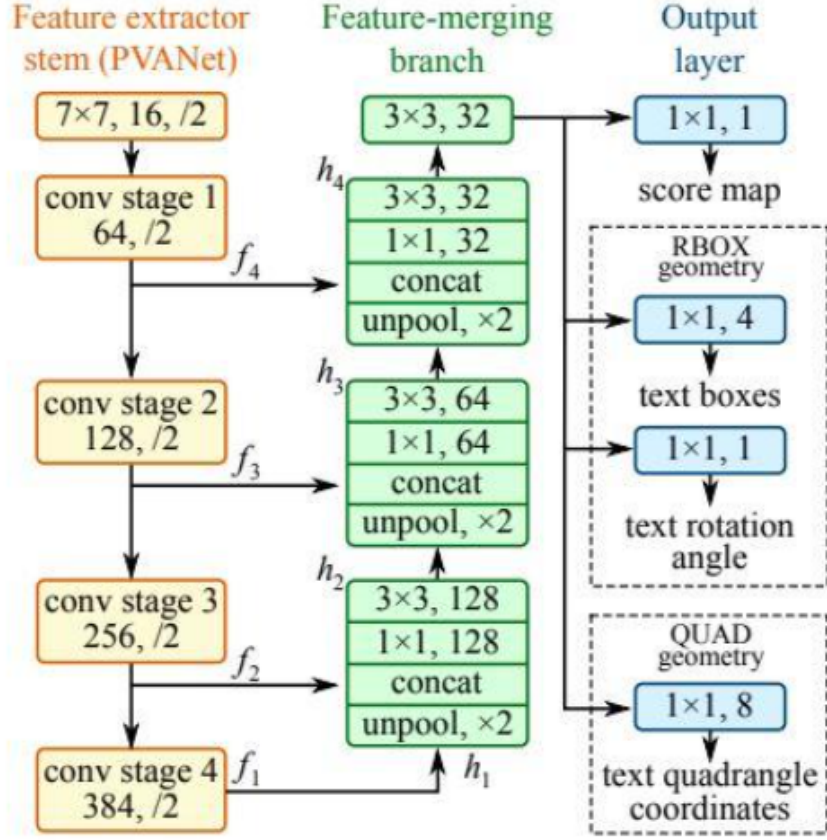 Feature extractor
stem (PVANet)
7×7, 16, /2
conv stage 1
64, /2
f4
conv stage 2
128, /2
f3
conv stage 3
256, /2
f2
conv stage 4
384, /2
f1
Feature-merging
branch
3×3, 32
h4
3×3, 32
1×1, 32
concat
unpool, ×2
h3
3×3, 64
1×1, 64
concat
unpool, ×2
h2
3×3, 128
1×1, 128
concat
unpool, ×2
h1
Output
layer
1×1, 1
score map
RBOX
geometry
1×1, 4
text boxes
1×1, 1
text rotation
angle
QUAD
geometry
1×1, 8
text quadrangle
coordinates